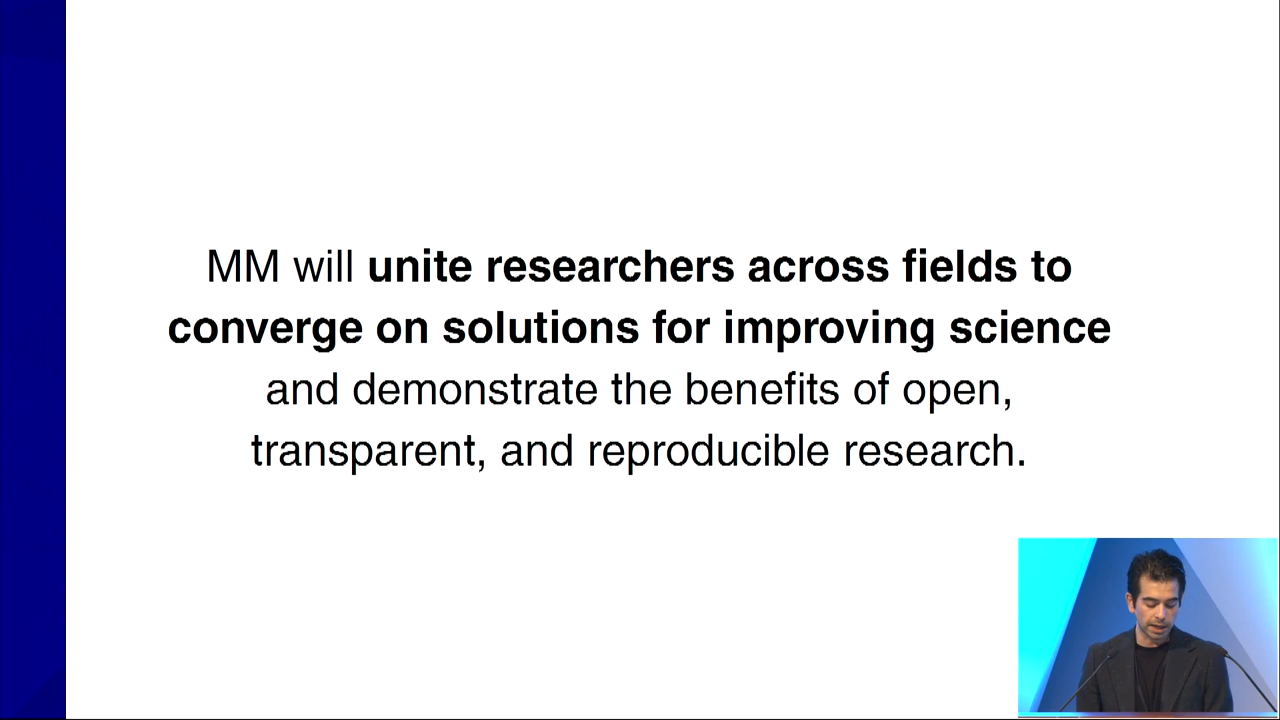 MM will unite researchers across fields to
converge on solutions for improving science
and demonstrate the benefits of open,
transparent, and reproducible research.